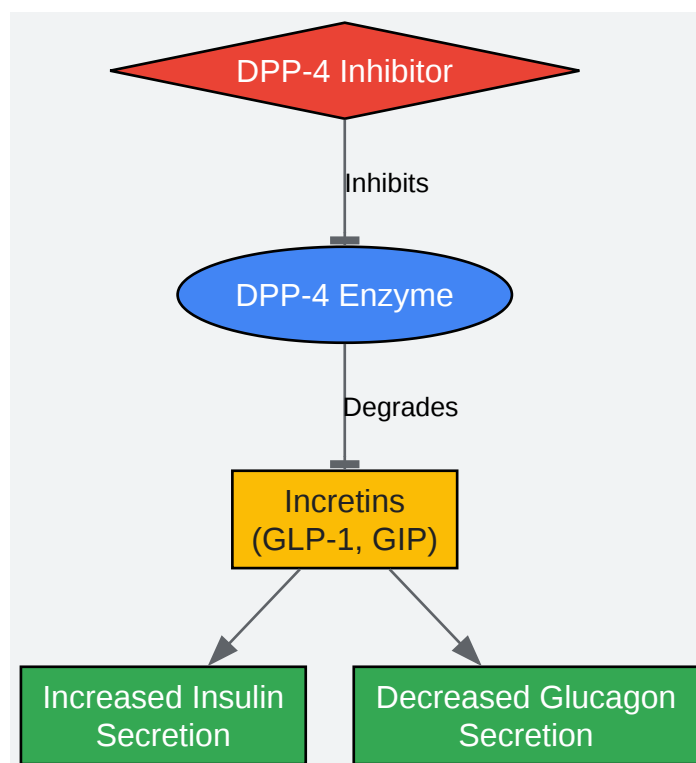 DPP-4 Inhibitor
Inhibits
DPP-4 Enzyme
Degrades
Incretins
(GLP-1, GIP)
Increased Insulin
Secretion
Decreased Glucagon
Secretion